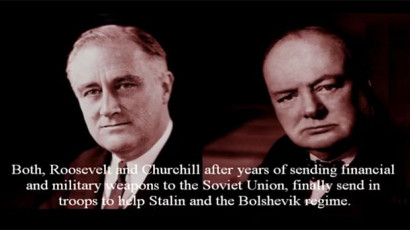 Both, Roosevelt and Churchill after years of sending financial
and military weapons to the Soviet Union, finally send in
troops to help Stalin and the Bolshevik regime.